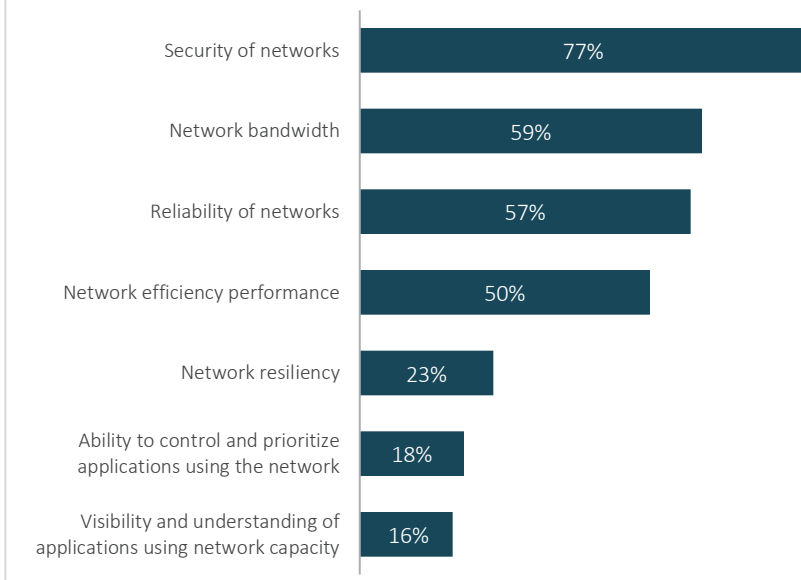 Security of networks
77%
Network bandwidth
59%
Reliability of networks
57%
Network efficiency performance
50%
Network resiliency
23%
Ability to control and prioritize
applications using the network
18%
Visibility and understanding of
applications using network capacity
16%